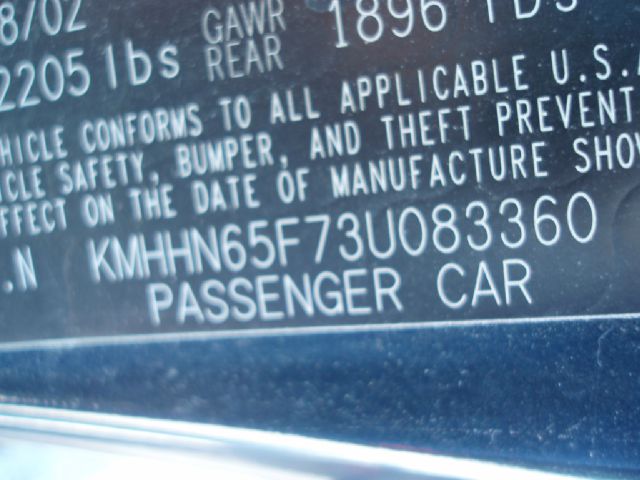 8/02 GAWR 1896 lbs
2205 lbs REAR
HICLE CONFORMS TO ALL APPLICABLE U.S.A
ICLE SAFETY, BUMPER, AND THEFT PREVENT
FFECT ON THE DATE OF MANUFACTURE SHOW
.N KMHHN65F73U083360
PASSENGER CAR